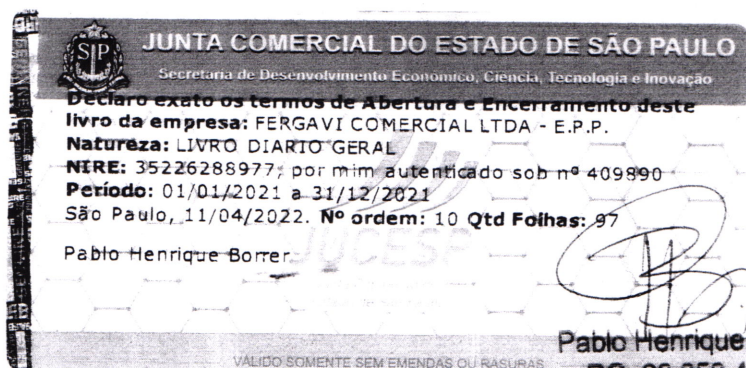 SP
JUNTA COMERCIAL DO ESTADO DE SÃO PAULO
Secretaria de Desenvolvimento Econômico, Ciência, Tecnologia e Inovação
Declaro exato os termos de Abertura e Encerramento deste
livro da empresa: FERGAVI COMERCIAL LTDA - E.P.P.
Natureza: LIVRO DIARIO GERAL
NIRE: 35226288977, por mim autenticado sob nº 409890
Período: 01/01/2021 a 31/12/2021
São Paulo, 11/04/2022. Nº ordem: 10 Qtd Folhas: 97
Pablo Henrique Borrer
JUCESP
Pablo Henrique
VÁLIDO SOMENTE SEM EMENDAS OU RASURAS